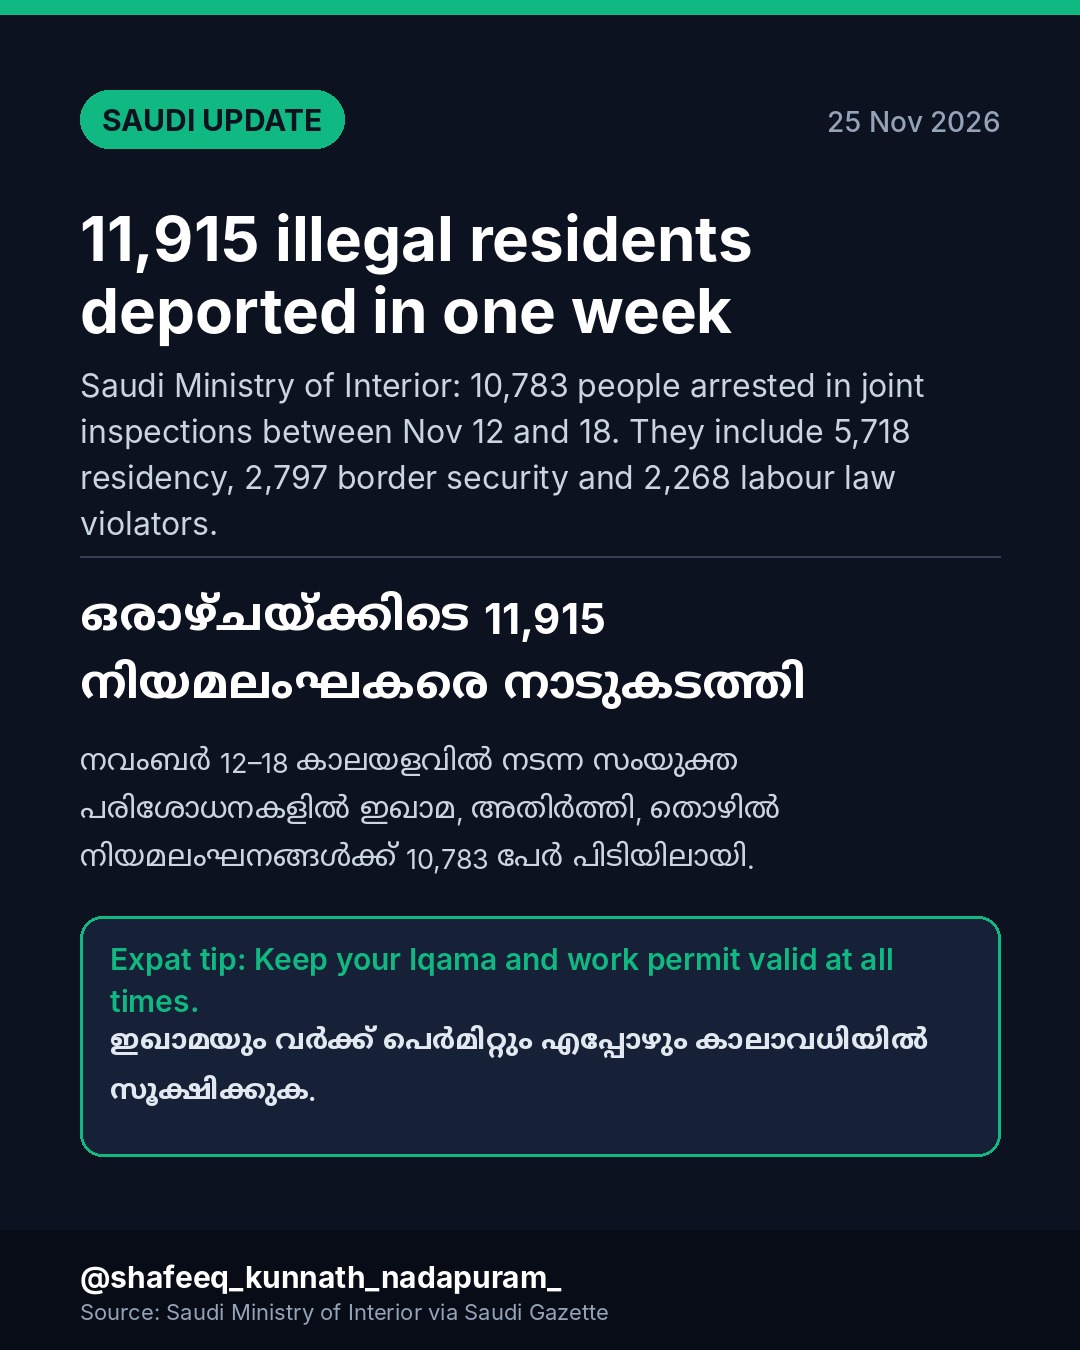 SAUDI UPDATE
25 Nov 2026
11,915 illegal residents
deported in one week
Saudi Ministry of Interior: 10,783 people arrested in joint
inspections between Nov 12 and 18. They include 5,718
residency, 2,797 border security and 2,268 labour law
violators.
ഒരാഴ്ചയ്ക്കിടെ 11,915
നിയമലംഘകരെ നാടുകടത്തി
നവംബർ 12–18 കാലയളവിൽ നടന്ന സംയുക്ത
പരിശോധനകളിൽ ഇഖാമ, അതിർത്തി, തൊഴിൽ
നിയമലംഘനങ്ങൾക്ക് 10,783 പേർ പിടിയിലായി.
Expat tip: Keep your Iqama and work permit valid at all
times.
ഇഖാമയും വർക്ക് പെർമിറ്റും എപ്പോഴും കാലാവധിയിൽ
സൂക്ഷിക്കുക.
@shafeeq_kunnath_nadapuram_
Source: Saudi Ministry of Interior via Saudi Gazette